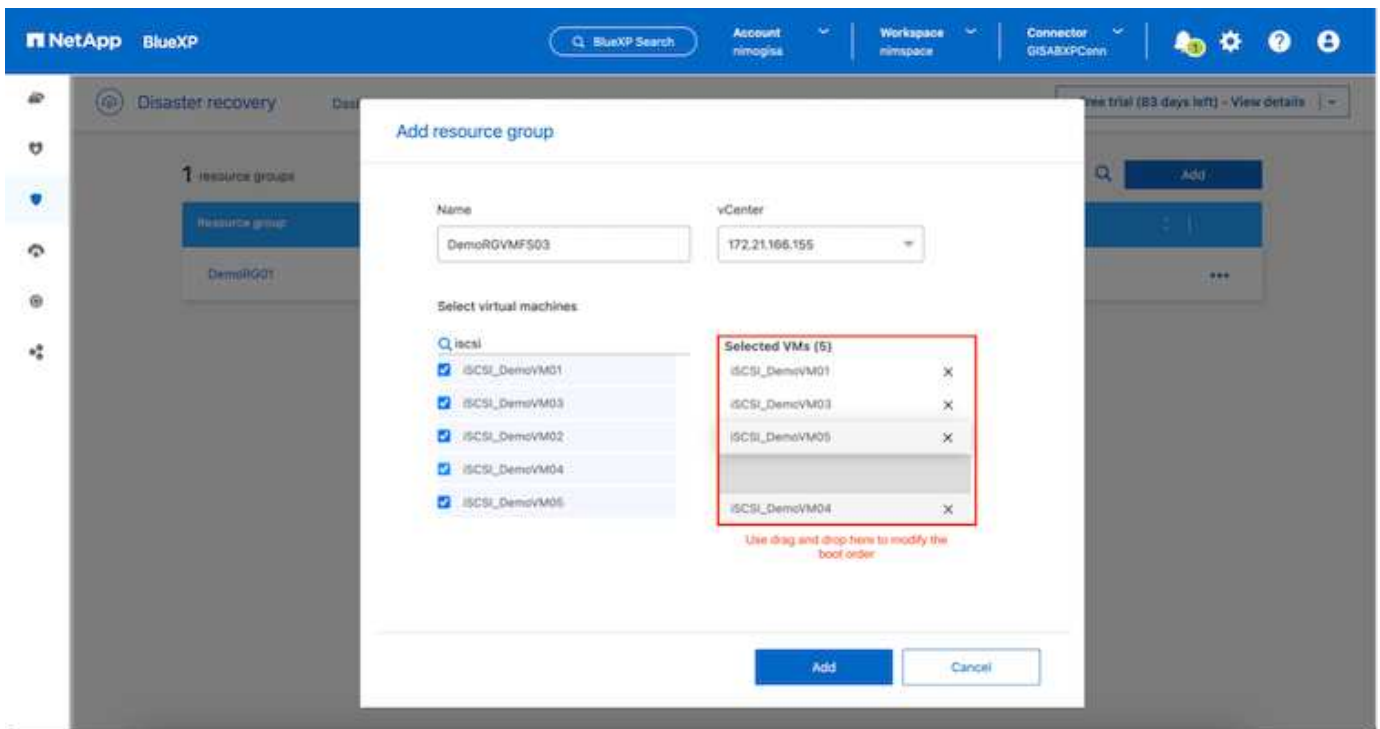 NetApp BlueXP
BlueXP Search
Account
nimogisa
Workspace
nimspace
Connector
GISABXPConn
1
Disaster recovery
Free trial (83 days left) - View details
Add resource group
1 resource groups
Add
Resource group
DemoRG01
Name
vCenter
DemoRGVMFS03
172.21.166.155
Select virtual machines
iscsi
iSCSI_DemoVM01
iSCSI_DemoVM03
iSCSI_DemoVM02
iSCSI_DemoVM04
iSCSI_DemoVM05
Selected VMs (5)
iSCSI_DemoVM01
iSCSI_DemoVM03
iSCSI_DemoVM05
iSCSI_DemoVM04
Use drag and drop here to modify the
boot order
Add
Cancel